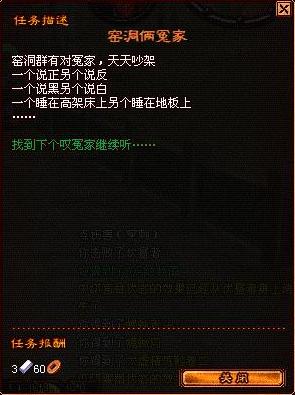 任务描述
窑洞俩冤家
窑洞群有对冤家，天天吵架
一个说正另个说反
一个说黑另个说白
一个睡在高架床上另个睡在地板上
······
找到下个叹冤家继续听······
任务报酬
3 60
关闭